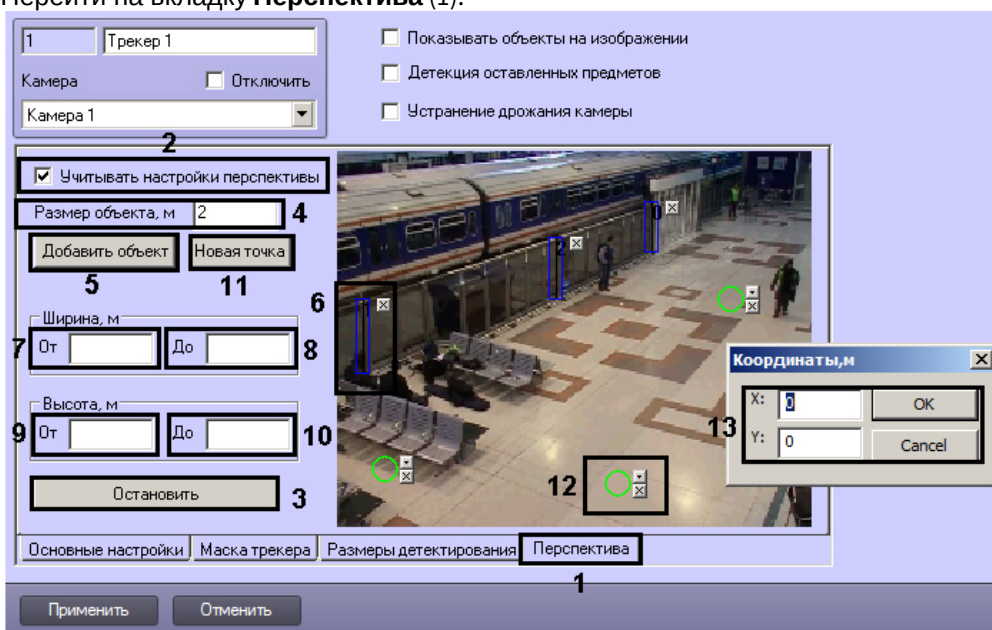 Перейти на вкладку Перспектива (1).
1 Трекер 1
Показывать объекты на изображении
Камера Отключить
Детекция оставленных предметов
Камера 1
Устранение дрожания камеры
2
Учитывать настройки перспективы
Размер объекта, м 2 4
Добавить объект Новая точка
5 11
6
0
2
Ширина, м
7 От До 8
Высота, м
9 От До 10
Остановить 3
12
Координаты,м
X: 0 OK
13
Y: 0 Cancel
Основные настройки Маска трекера Размеры детектирования Перспектива
1
Применить Отменить